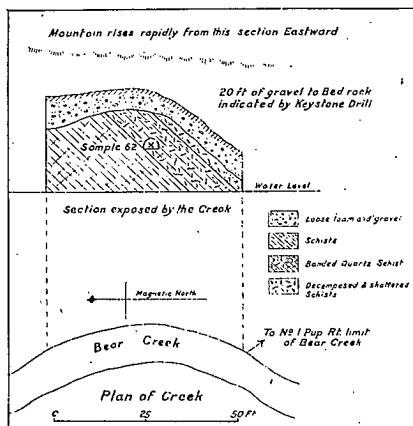 Mountain rises rapidly from this section Eastward
20 ft of gravel to Bed rock
indicated by Keystone Drill
Sample 62
Water Level
Section exposed by the Creek
Loose loam and gravel
Schists
Banded Quartz Schist
Decomposed & shattered
Schists
Magnetic North
To No 1 Pup Rt. limit
of Bear Creek
Bear Creek
Plan of Creek
0 25 50 Ft